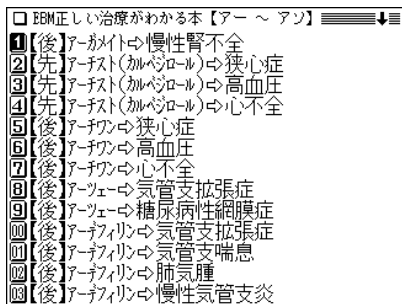 □ EBM正しい治療がわかる本【アー ～ アソ】
1【後】ｱｰｶﾞﾒｲﾄ⇨慢性腎不全
2【先】ｱｰﾁｽﾄ(ｶﾙﾍﾞｼﾞﾛｰﾙ)⇨狭心症
3【先】ｱｰﾁｽﾄ(ｶﾙﾍﾞｼﾞﾛｰﾙ)⇨高血圧
4【先】ｱｰﾁｽﾄ(ｶﾙﾍﾞｼﾞﾛｰﾙ)⇨心不全
5【後】ｱｰﾁﾜﾝ⇨狭心症
6【後】ｱｰﾁﾜﾝ⇨高血圧
7【後】ｱｰﾁﾜﾝ⇨心不全
8【後】ｱｰﾂｪｰ⇨気管支拡張症
9【後】ｱｰﾂｪｰ⇨糖尿病性網膜症
00【後】ｱｰﾃﾞﾌｨﾘﾝ⇨気管支拡張症
01【後】ｱｰﾃﾞﾌｨﾘﾝ⇨気管支喘息
02【後】ｱｰﾃﾞﾌｨﾘﾝ⇨肺気腫
03【後】ｱｰﾃﾞﾌｨﾘﾝ⇨慢性気管支炎